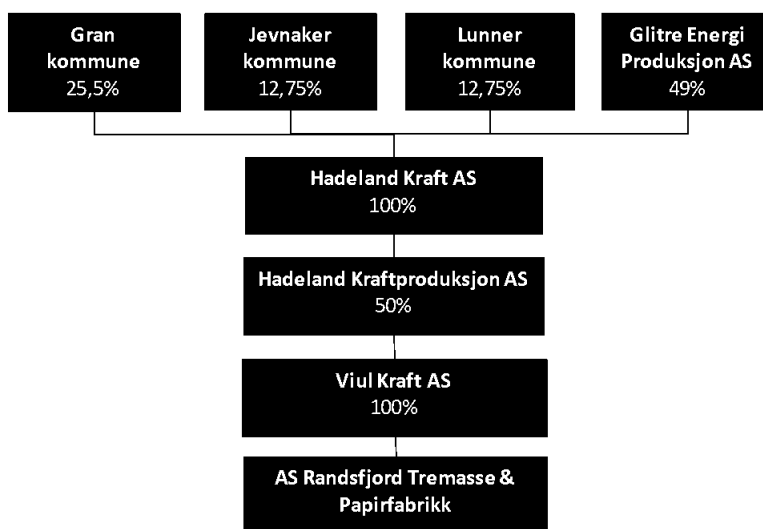 Gran
kommune
25,5%
Jevnaker
kommune
12,75%
Lunner
kommune
12,75%
Glitre Energi
Produksjon AS
49%
Hadeland Kraft AS
100%
Hadeland Kraftproduksjon AS
50%
Viul Kraft AS
100%
AS Randsfjord Tremasse &
Papirfabrikk